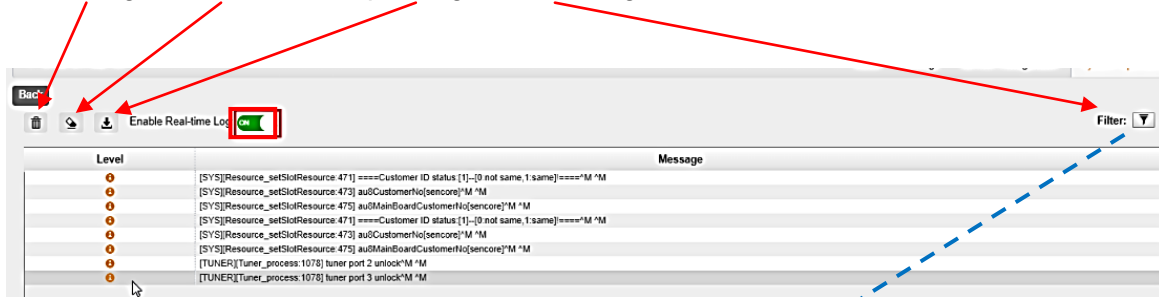 Back
Enable Real-time Log ON
Filter:
Level Message
[SYS][Resource_setSlotResource:471] ====Customer ID status:[1]--[0:not same,1:same]!====^M ^M
[SYS][Resource_setSlotResource:473] au8CustomerNo[sencore]^M ^M
[SYS][Resource_setSlotResource:475] au8MainBoardCustomerNo[sencore]^M ^M
[SYS][Resource_setSlotResource:471] ====Customer ID status:[1]--[0:not same,1:same]!====^M ^M
[SYS][Resource_setSlotResource:473] au8CustomerNo[sencore]^M ^M
[SYS][Resource_setSlotResource:475] au8MainBoardCustomerNo[sencore]^M ^M
[TUNER][Tuner_process:1078] tuner port 2 unlock^M ^M
[TUNER][Tuner_process:1078] tuner port 3 unlock^M ^M